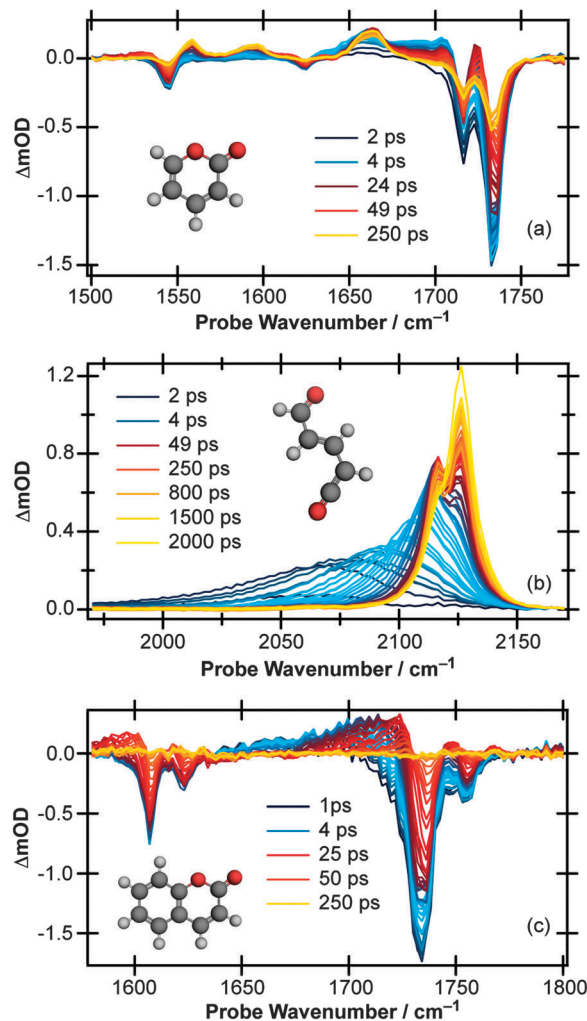 0.0
-0.5
-1.0
-1.5
ΔmOD
2 ps
4 ps
24 ps
49 ps
250 ps
(a)
1500 1550 1600 1650 1700 1750
Probe Wavenumber / cm⁻¹
1.2
0.8
0.4
0.0
ΔmOD
2 ps
4 ps
49 ps
250 ps
800 ps
1500 ps
2000 ps
(b)
2000 2050 2100 2150
Probe Wavenumber / cm⁻¹
0.0
-0.5
-1.0
-1.5
ΔmOD
1ps
4 ps
25 ps
50 ps
250 ps
(c)
1600 1650 1700 1750 1800
Probe Wavenumber / cm⁻¹